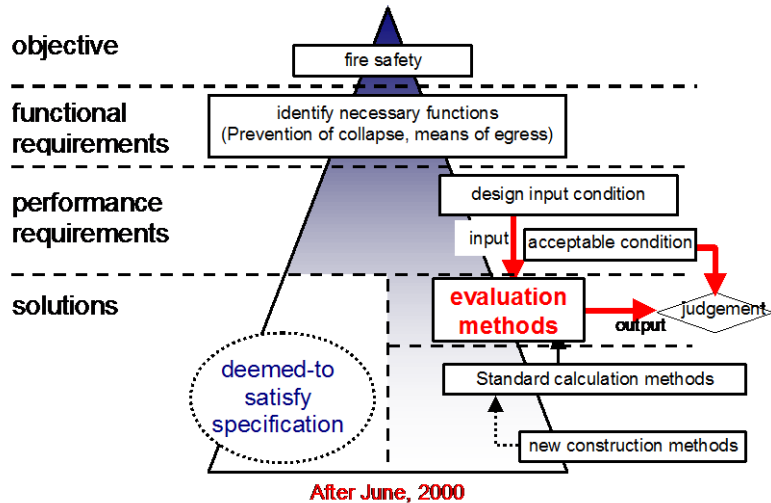 objective
fire safety
functional
requirements
identify necessary functions
(Prevention of collapse, means of egress)
performance
requirements
design input condition
input
acceptable condition
solutions
evaluation
methods
output
judgement
deemed-to
satisfy
specification
Standard calculation methods
new construction methods
After June, 2000